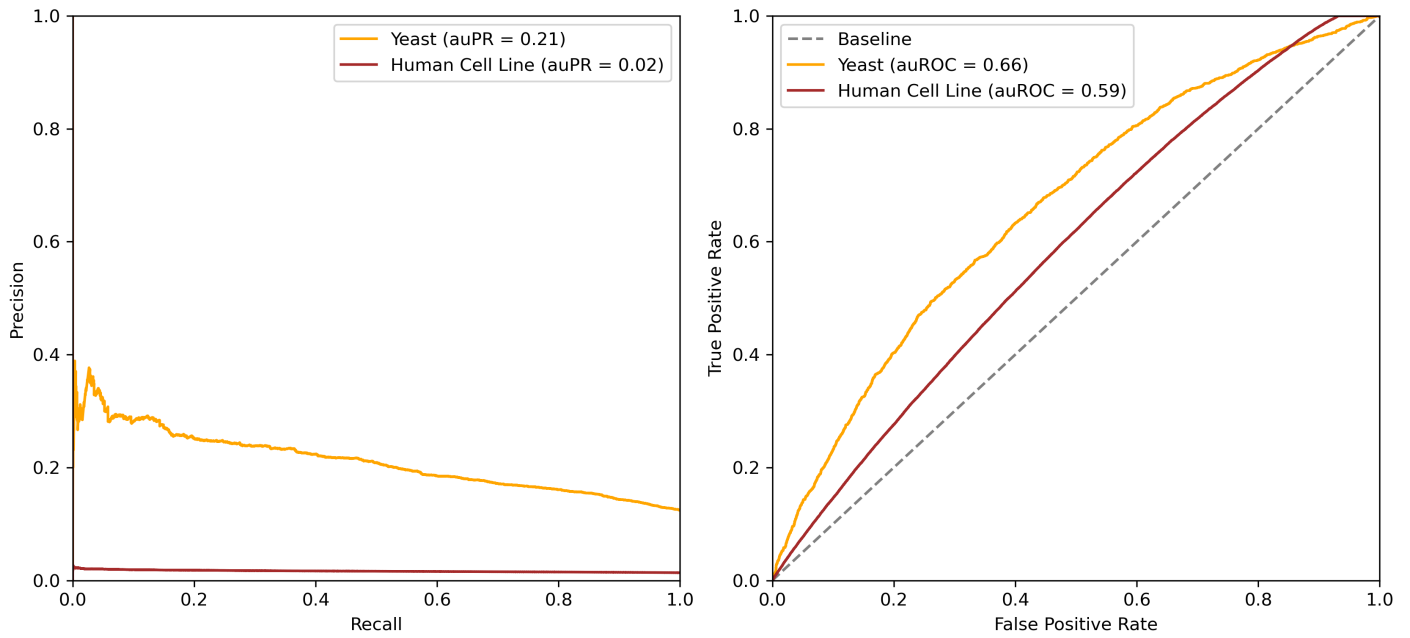 1.0
0.8
0.6
0.4
0.2
0.0
Precision
Yeast (auPR = 0.21)
Human Cell Line (auPR = 0.02)
0.0 0.2 0.4 0.6 0.8 1.0
Recall
1.0
0.8
0.6
0.4
0.2
0.0
True Positive Rate
Baseline
Yeast (auROC = 0.66)
Human Cell Line (auROC = 0.59)
0.0 0.2 0.4 0.6 0.8 1.0
False Positive Rate